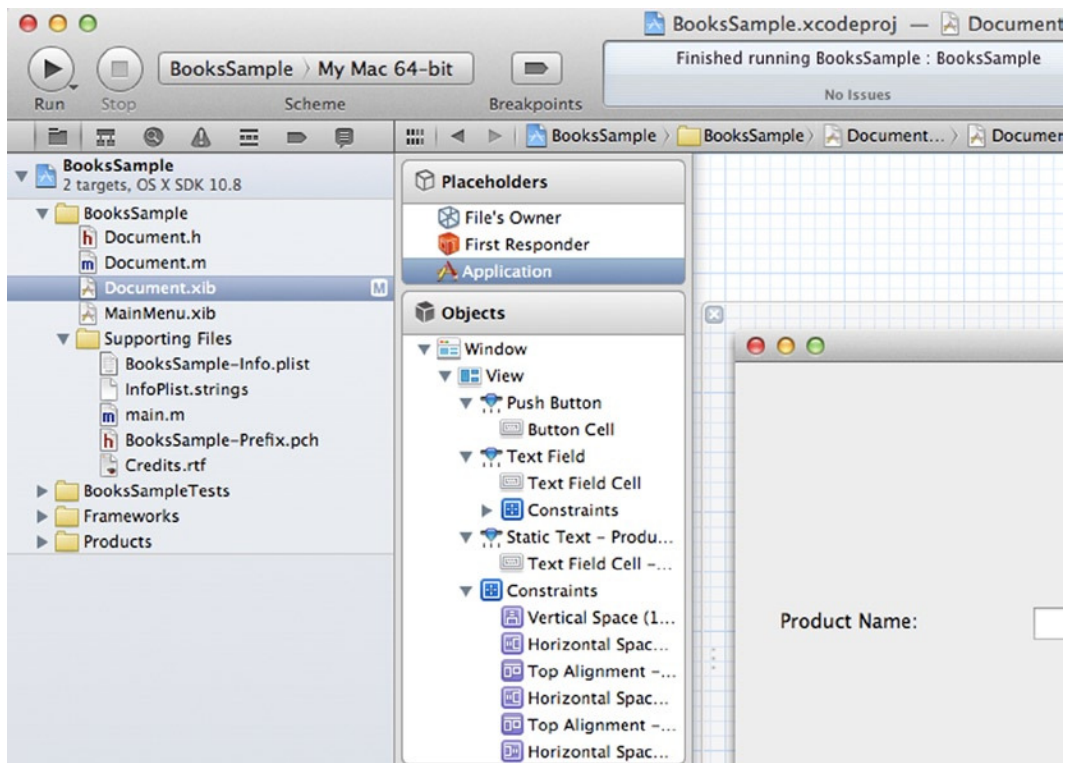 BooksSample.xcodeproj — Document
BooksSample 〉 My Mac 64-bit
Finished running BooksSample : BooksSample
No Issues
Run Stop Scheme Breakpoints
BooksSample 〉 BooksSample 〉 Document... 〉 Documen
BooksSample
2 targets, OS X SDK 10.8
BooksSample
h Document.h
m Document.m
Document.xib M
MainMenu.xib
Supporting Files
BooksSample-Info.plist
InfoPlist.strings
m main.m
h BooksSample-Prefix.pch
Credits.rtf
BooksSampleTests
Frameworks
Products
Placeholders
File's Owner
First Responder
Application
Objects
Window
View
Push Button
Button Cell
Text Field
Text Field Cell
Constraints
Static Text – Produ...
Text Field Cell –...
Constraints
Vertical Space (1...
Horizontal Spac...
Top Alignment –...
Horizontal Spac...
Top Alignment –...
Horizontal Spac...
Product Name: